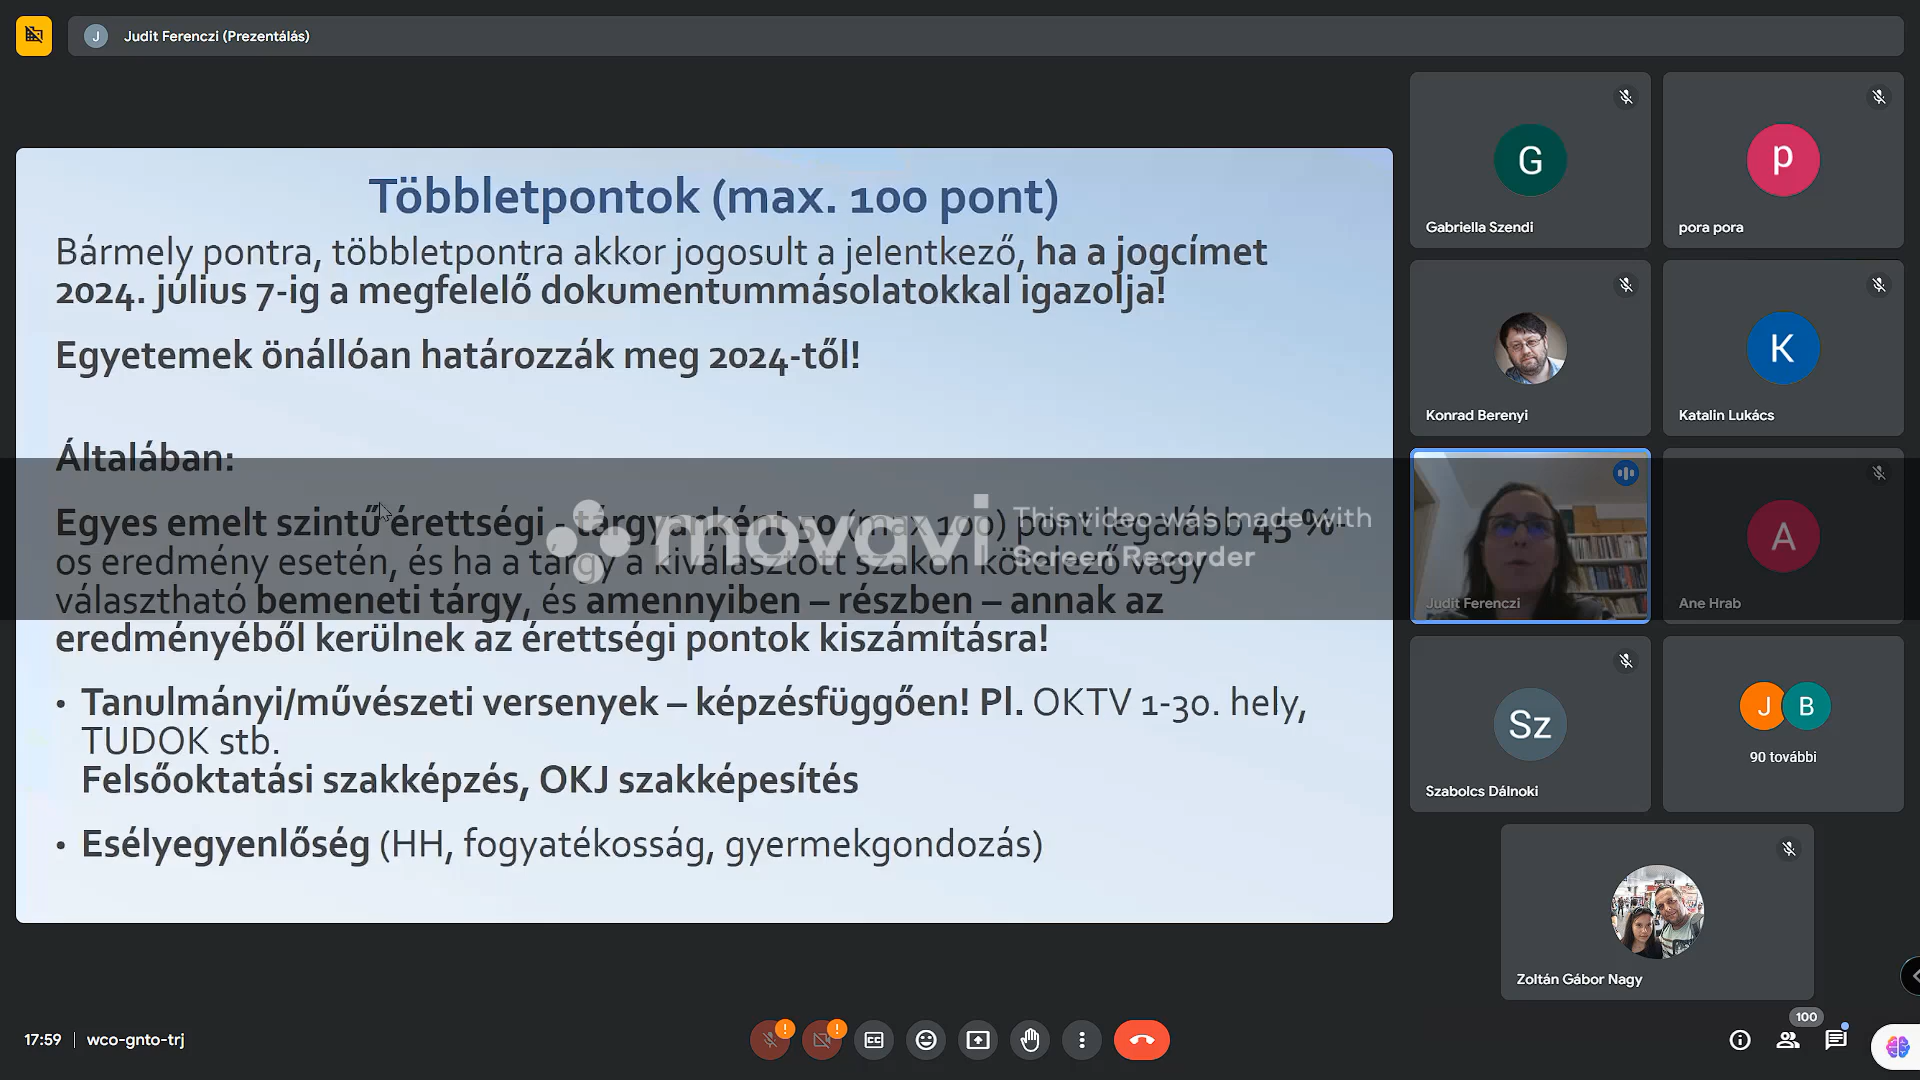 J Judit Ferenczi (Prezentálás)
Többletpontok (max. 100 pont)
Bármely pontra, többletpontra akkor jogosult a jelentkező, ha a jogcímet
2024. július 7-ig a megfelelő dokumentummásolatokkal igazolja!
Egyetemek önállóan határozzák meg 2024-től!
Általában:
Egyes emelt szintű érettségi - tárgyanként 50 (max 100) pont legalább 45 %-
os eredmény esetén, és ha a tárgy a kiválasztott szakon kötelező vagy
választható bemeneti tárgy, és amennyiben – részben – annak az
eredményéből kerülnek az érettségi pontok kiszámításra!
• Tanulmányi/művészeti versenyek – képzésfüggően! Pl. OKTV 1-30. hely,
TUDOK stb.
Felsőoktatási szakképzés, OKJ szakképesítés
• Esélyegyenlőség (HH, fogyatékosság, gyermekgondozás)
movavi
This video was made with
Screen Recorder
G
Gabriella Szendi
p
pora pora
Konrad Berenyi
K
Katalin Lukács
Judit Ferenczi
A
Ane Hrab
Sz
Szabolcs Dálnoki
J B
90 további
Zoltán Gábor Nagy
17:59 wco-gnto-trj
100